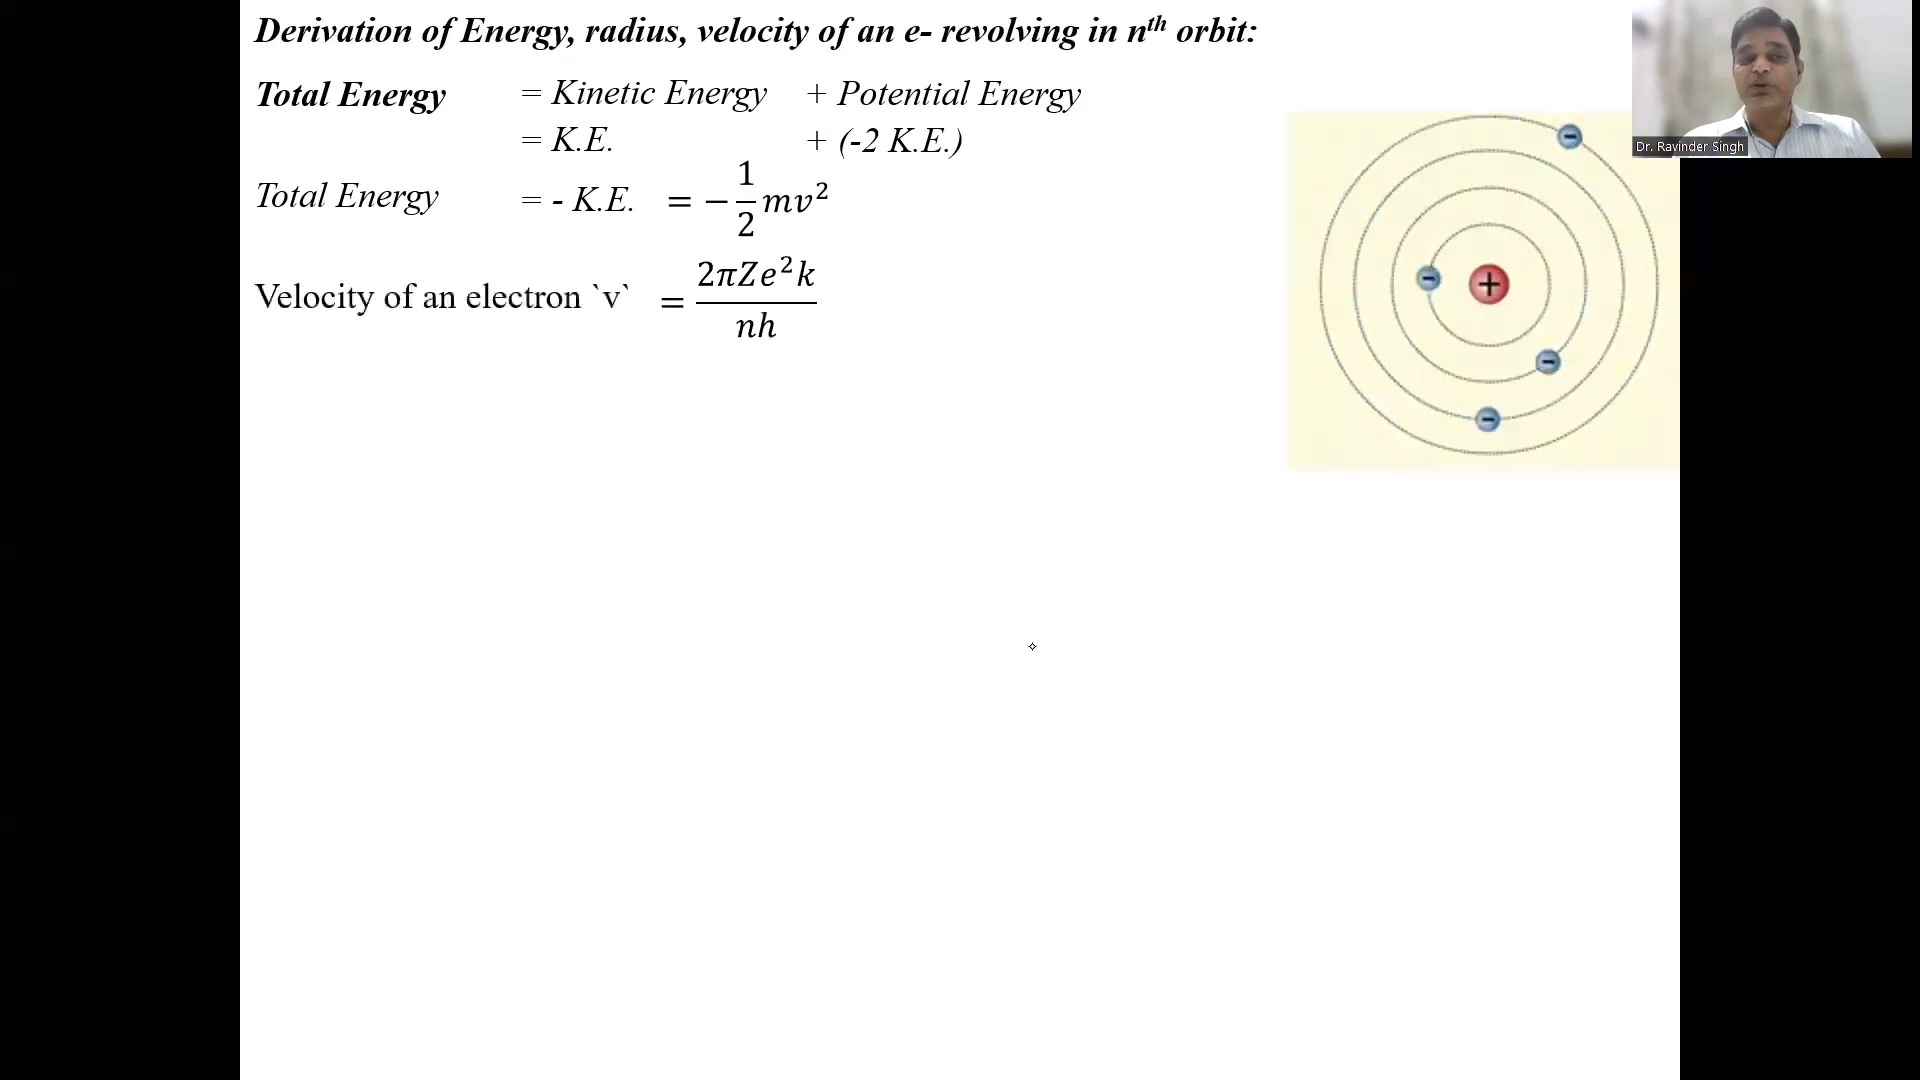 Derivation of Energy, radius, velocity of an e- revolving in nth orbit:
Total Energy = Kinetic Energy + Potential Energy
= K.E. + (-2 K.E.)
Total Energy = - K.E. = −1/2 mv²
Velocity of an electron `v` = 2πZe²k/nh
+
-
-
-
-
Dr. Ravinder Singh